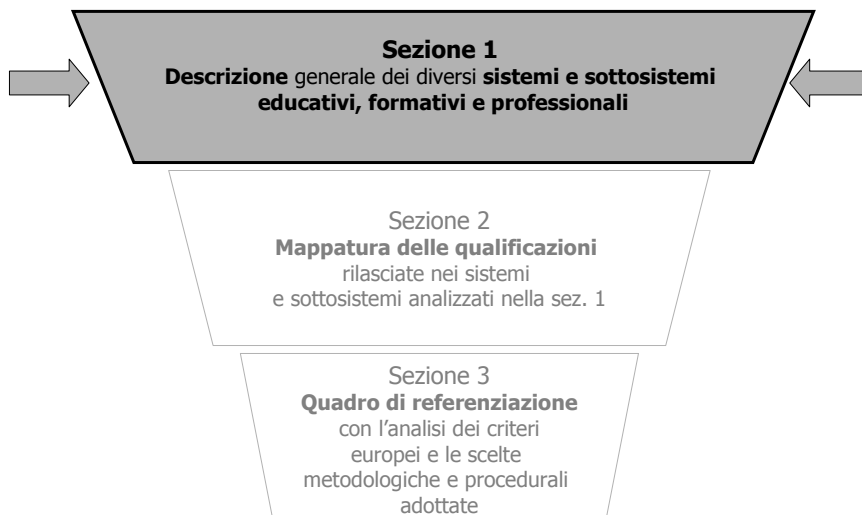 Sezione 1
Descrizione generale dei diversi sistemi e sottosistemi
educativi, formativi e professionali
Sezione 2
Mappatura delle qualificazioni
rilasciate nei sistemi
e sottosistemi analizzati nella sez. 1
Sezione 3
Quadro di referenziazione
con l’analisi dei criteri
europei e le scelte
metodologiche e procedurali
adottate